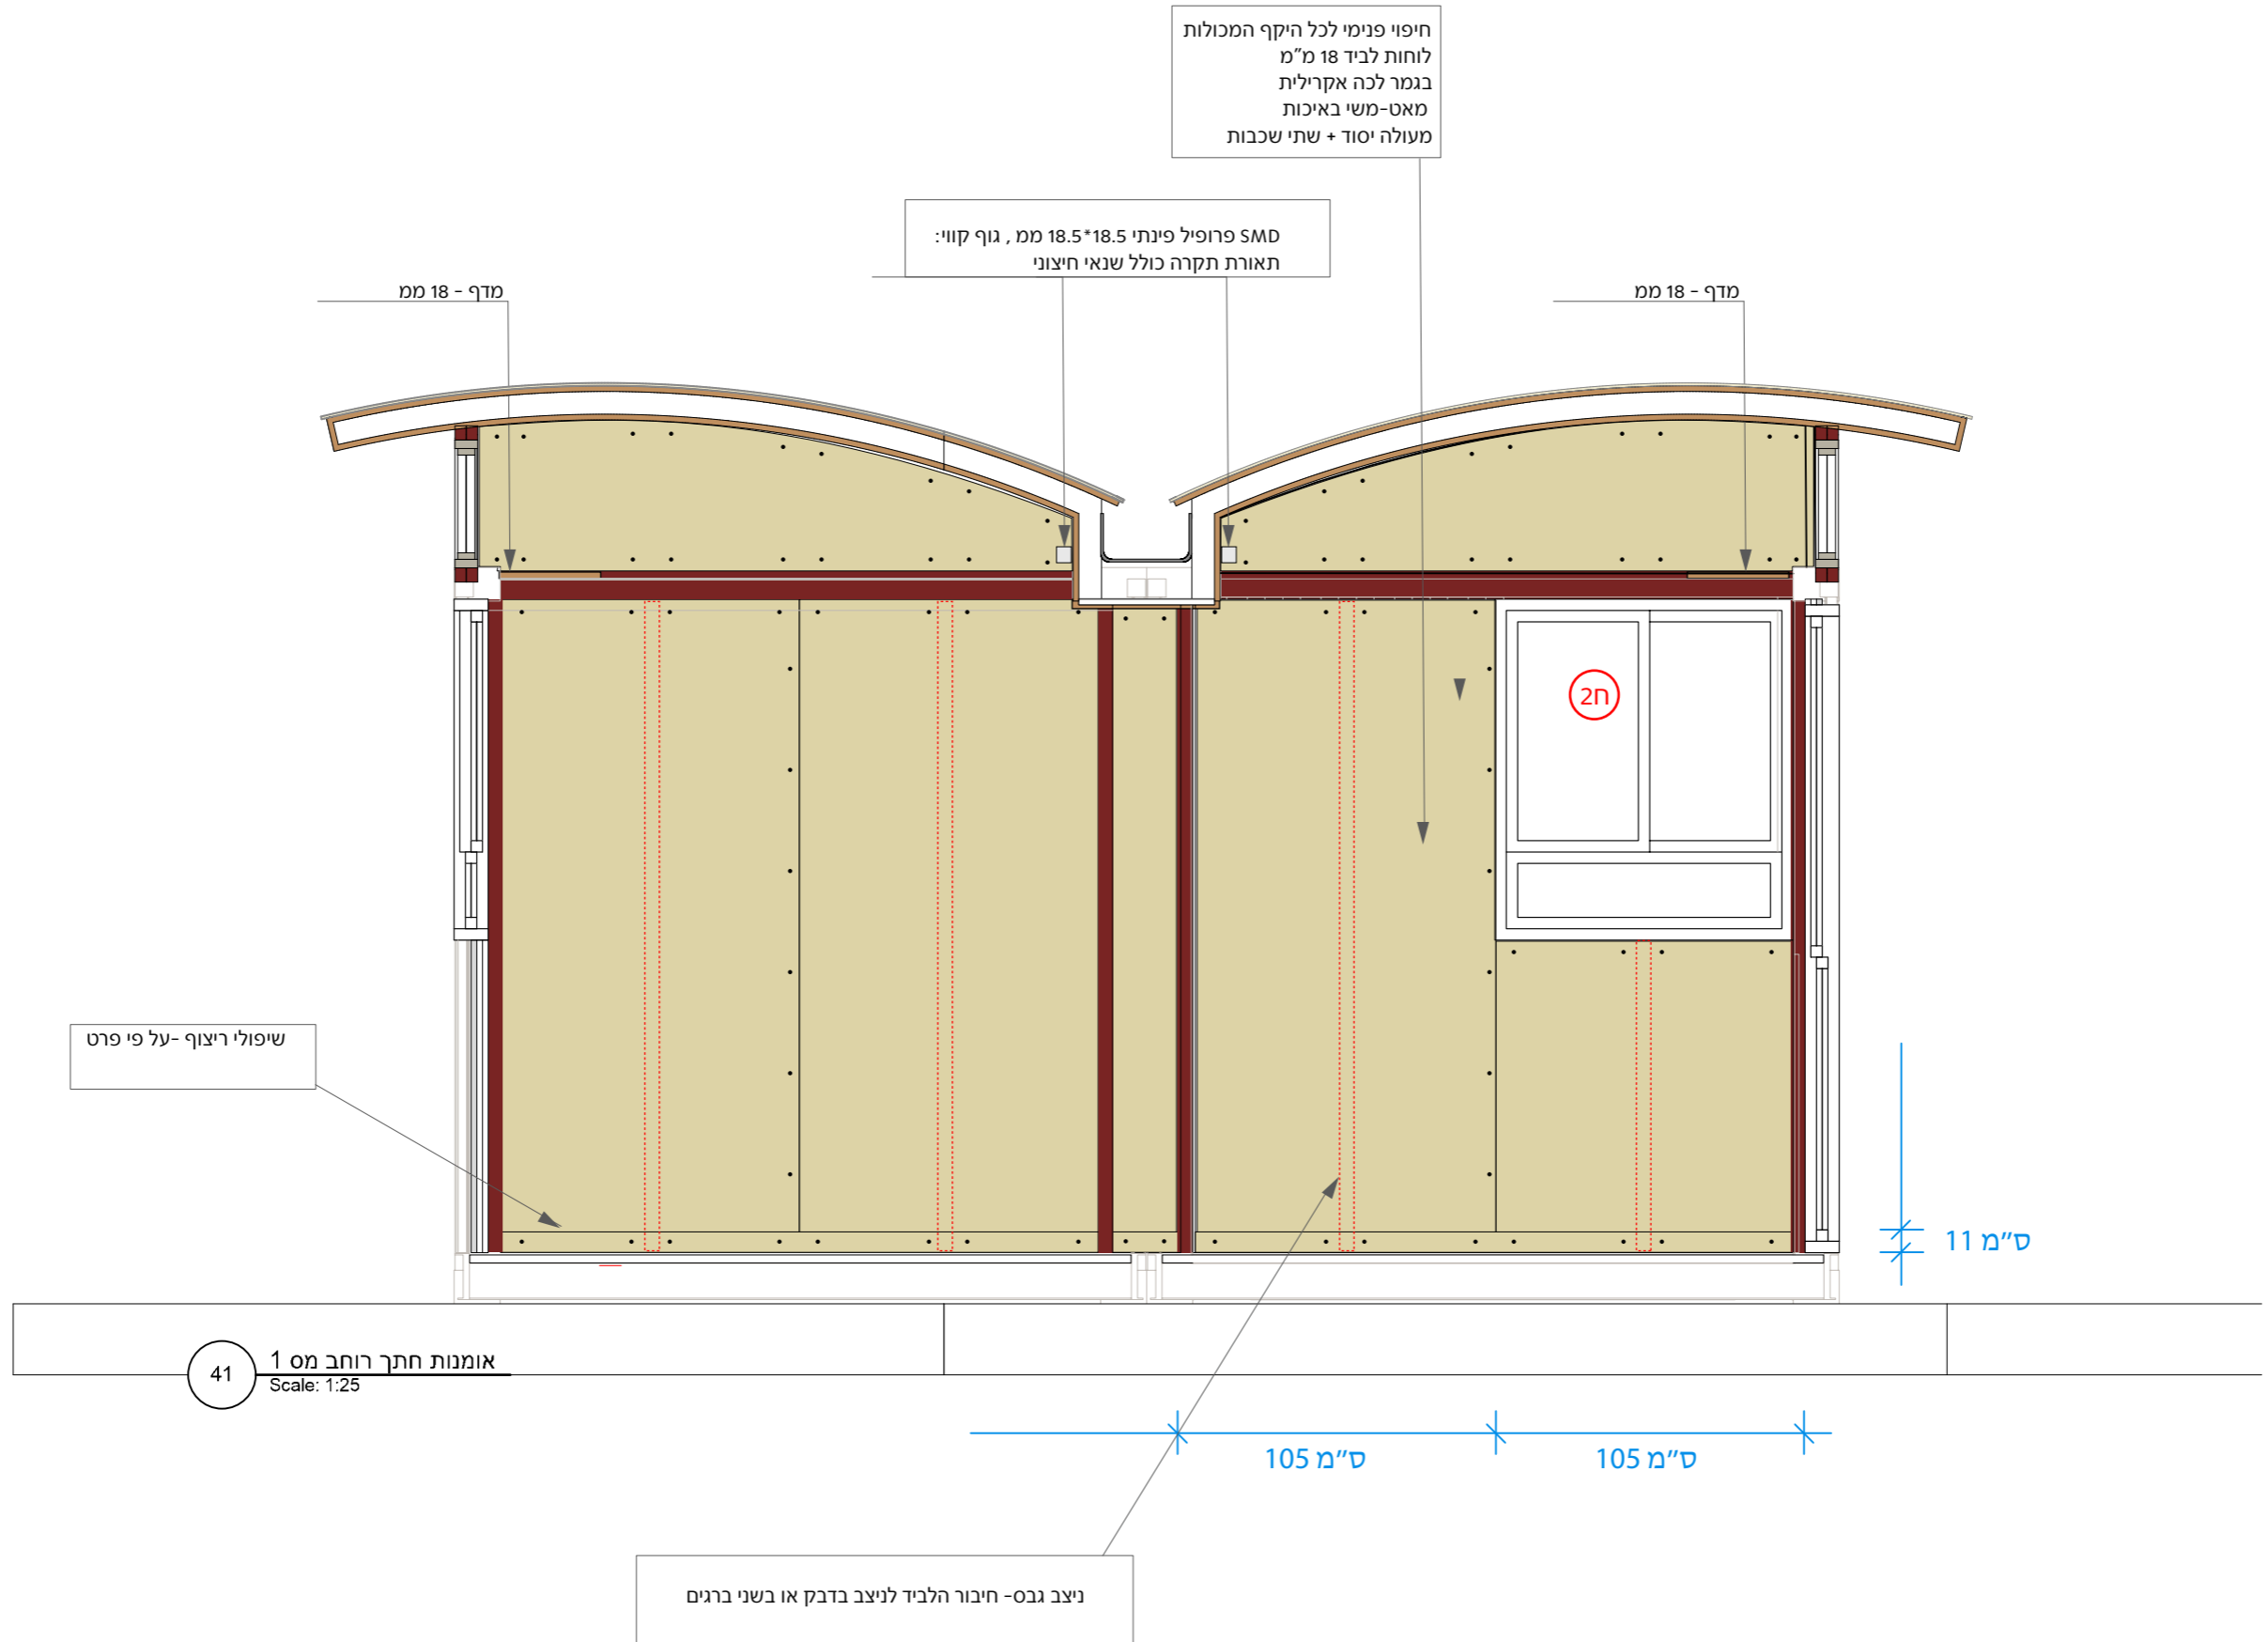 חיפוי פנימי לכל היקף המכולות
לוחות לביד 18 מ"מ
בגמר לכה אקרילית
מאט-משי באיכות
מעולה יסוד + שתי שכבות
SMD פרופיל פינתי 18.5*18.5 ממ , גוף קווי:
תאורת תקרה כולל שנאי חיצוני
מדף - 18 ממ
מדף - 18 ממ
ח2
שיפולי ריצוף -על פי פרט
11 ס"מ
41
אומנות חתך רוחב מס 1
Scale: 1:25
105 ס"מ
105 ס"מ
ניצב גבס- חיבור הלביד לניצב בדבק או בשני ברגים